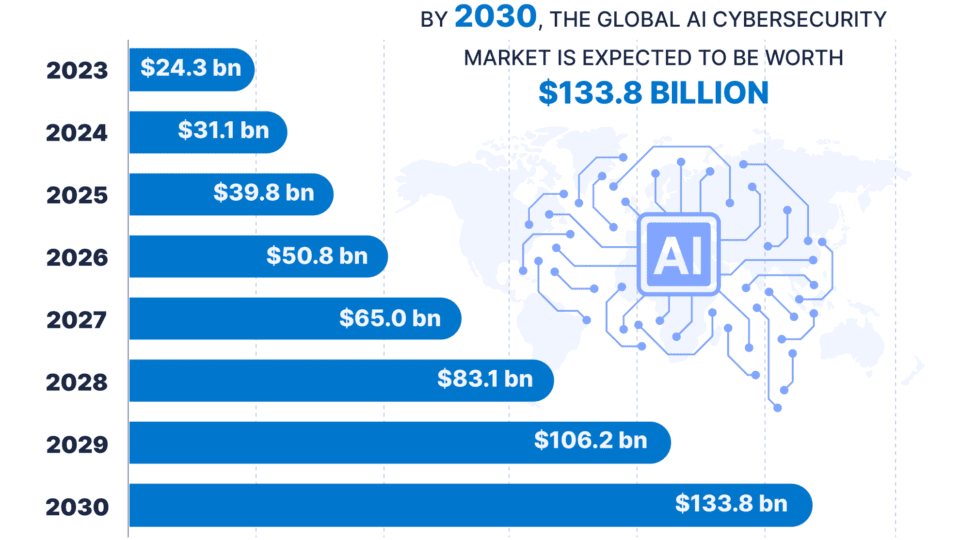 BY 2030, THE GLOBAL AI CYBERSECURITY
MARKET IS EXPECTED TO BE WORTH
$133.8 BILLION
2023 $24.3 bn
2024 $31.1 bn
2025 $39.8 bn
2026 $50.8 bn
2027 $65.0 bn
2028 $83.1 bn
2029 $106.2 bn
2030 $133.8 bn
AI